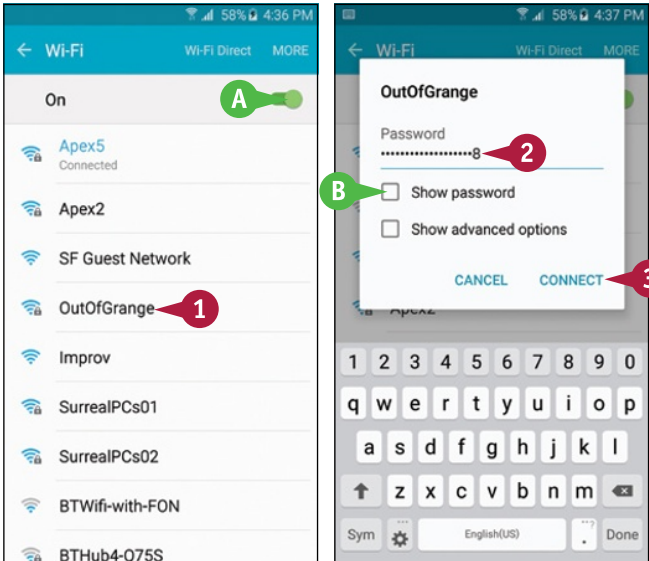 58% 4:36 PM
Wi-Fi Wi-Fi Direct MORE
On A
Apex5
Connected
Apex2
SF Guest Network
OutOfGrange 1
Improv
SurrealPCs01
SurrealPCs02
BTWifi-with-FON
BTHub4-Q75S
58% 4:37 PM
Wi-Fi Wi-Fi Direct MORE
OutOfGrange
Password
•••••••••••••••••••8 2
B Show password
Show advanced options
CANCEL CONNECT 3
Apex2
1 2 3 4 5 6 7 8 9 0
q w e r t y u i o p
a s d f g h j k l
z x c v b n m
Sym English(US) . Done